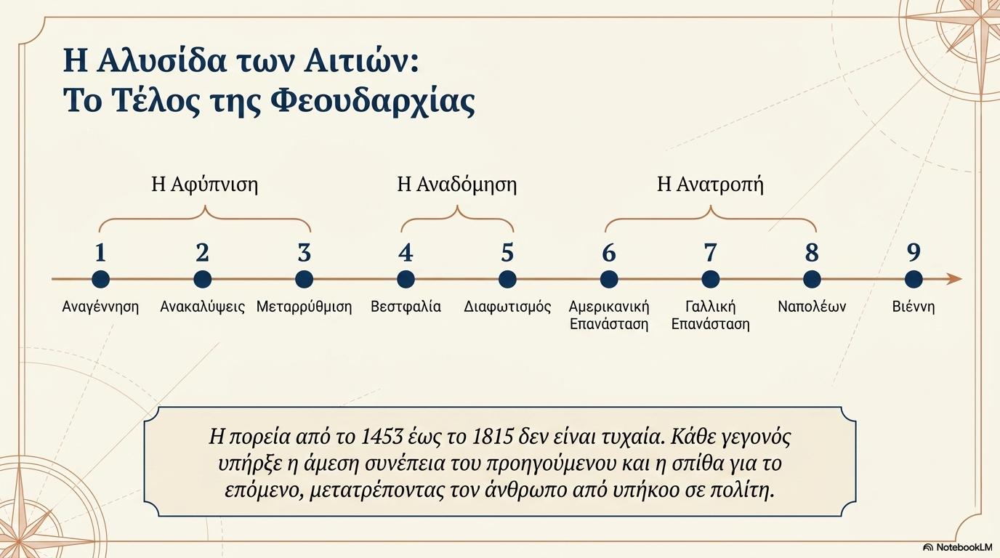 Η Αλυσίδα των Αιτιών:
Το Τέλος της Φεουδαρχίας
Η Αφύπνιση
Η Αναδόμηση
Η Ανατροπή
1
2
3
4
5
6
7
8
9
Αναγέννηση
Ανακαλύψεις
Μεταρρύθμιση
Βεστφαλία
Διαφωτισμός
Αμερικανική
Επανάσταση
Γαλλική
Επανάσταση
Ναπολέων
Βιέννη
Η πορεία από το 1453 έως το 1815 δεν είναι τυχαία. Κάθε γεγονός
υπήρξε η άμεση συνέπεια του προηγούμενου και η σπίθα για το
επόμενο, μετατρέποντας τον άνθρωπο από υπήκοο σε πολίτη.
NotebookLM